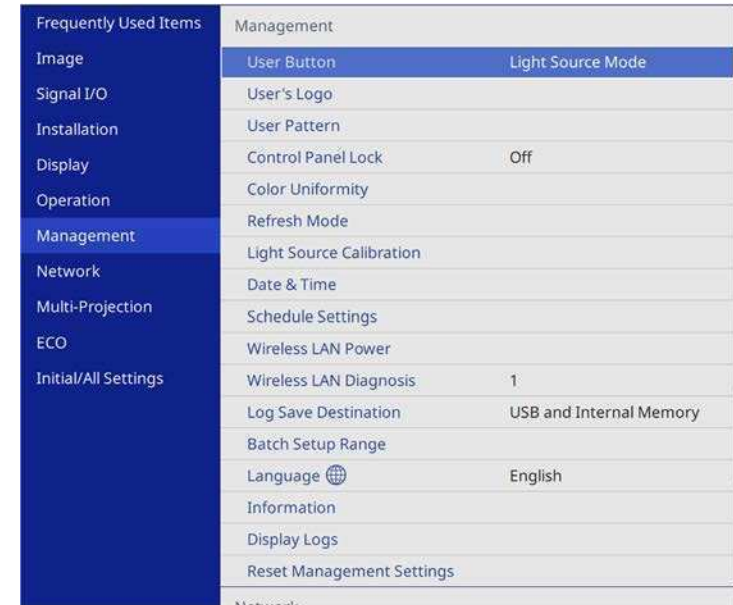 Frequently Used Items
Image
Signal I/O
Installation
Display
Operation
Management
Network
Multi-Projection
ECO
Initial/All Settings
Management
User Button Light Source Mode
User's Logo
User Pattern
Control Panel Lock Off
Color Uniformity
Refresh Mode
Light Source Calibration
Date & Time
Schedule Settings
Wireless LAN Power
Wireless LAN Diagnosis 1
Log Save Destination USB and Internal Memory
Batch Setup Range
Language English
Information
Display Logs
Reset Management Settings